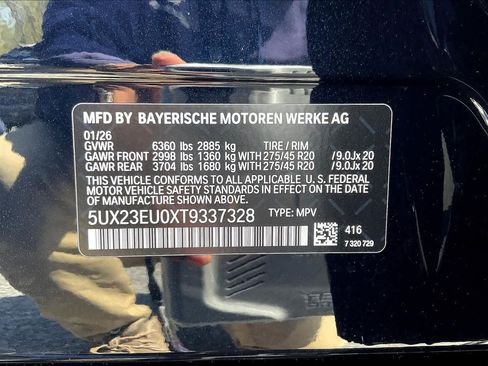 MFD BY BAYERISCHE MOTOREN WERKE AG
01/26
GVWR 6360 lbs 2885 kg TIRE / RIM
GAWR FRONT 2998 lbs 1360 kg WITH 275/45 R20 /9.0Jx 20
GAWR REAR 3704 lbs 1680 kg WITH 275/45 R20 /9.0Jx 20
THIS VEHICLE CONFORMS TO ALL APPLICABLE U. S. FEDERAL
MOTOR VEHICLE SAFETY STANDARDS IN EFFECT ON THE
DATE OF MANUFACTURE SHOWN ABOVE.
5UX23EU0XT9337328 TYPE: MPV
416
7 320 729